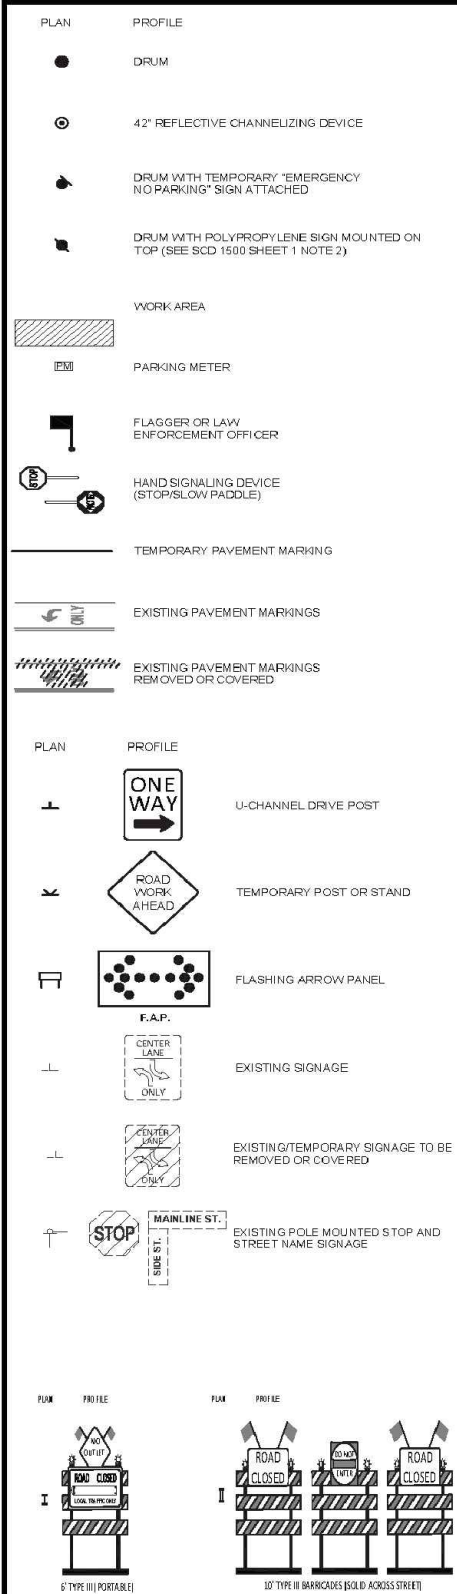 PLAN PROFILE
DRUM
42" REFLECTIVE CHANNELIZING DEVICE
DRUM WITH TEMPORARY "EMERGENCY
NO PARKING" SIGN ATTACHED
DRUM WITH POLYPROPYLENE SIGN MOUNTED ON
TOP (SEE SCD 1500 SHEET 1 NOTE 2)
WORK AREA
PM PARKING METER
FLAGGER OR LAW
ENFORCEMENT OFFICER
STOP
HAND SIGNALING DEVICE
(STOP/SLOW PADDLE)
TEMPORARY PAVEMENT MARKING
ONLY
EXISTING PAVEMENT MARKINGS
EXISTING PAVEMENT MARKINGS
REMOVED OR COVERED
PLAN PROFILE
ONE
WAY
U-CHANNEL DRIVE POST
ROAD
WORK
AHEAD
TEMPORARY POST OR STAND
FLASHING ARROW PANEL
F.A.P.
CENTER
LANE
ONLY
EXISTING SIGNAGE
CENTER
LANE
ONLY
EXISTING/TEMPORARY SIGNAGE TO BE
REMOVED OR COVERED
STOP
MAINLINE ST.
SIDE ST.
EXISTING POLE MOUNTED STOP AND
STREET NAME SIGNAGE
PLAN PROFILE
NO
OUTLET
ROAD CLOSED
LOCAL TRAFFIC ONLY
6' TYPE III (PORTABLE)
PLAN PROFILE
ROAD
CLOSED
DO NOT
ENTER
ROAD
CLOSED
10' TYPE III BARRICADES (SOLID ACROSS STREET)